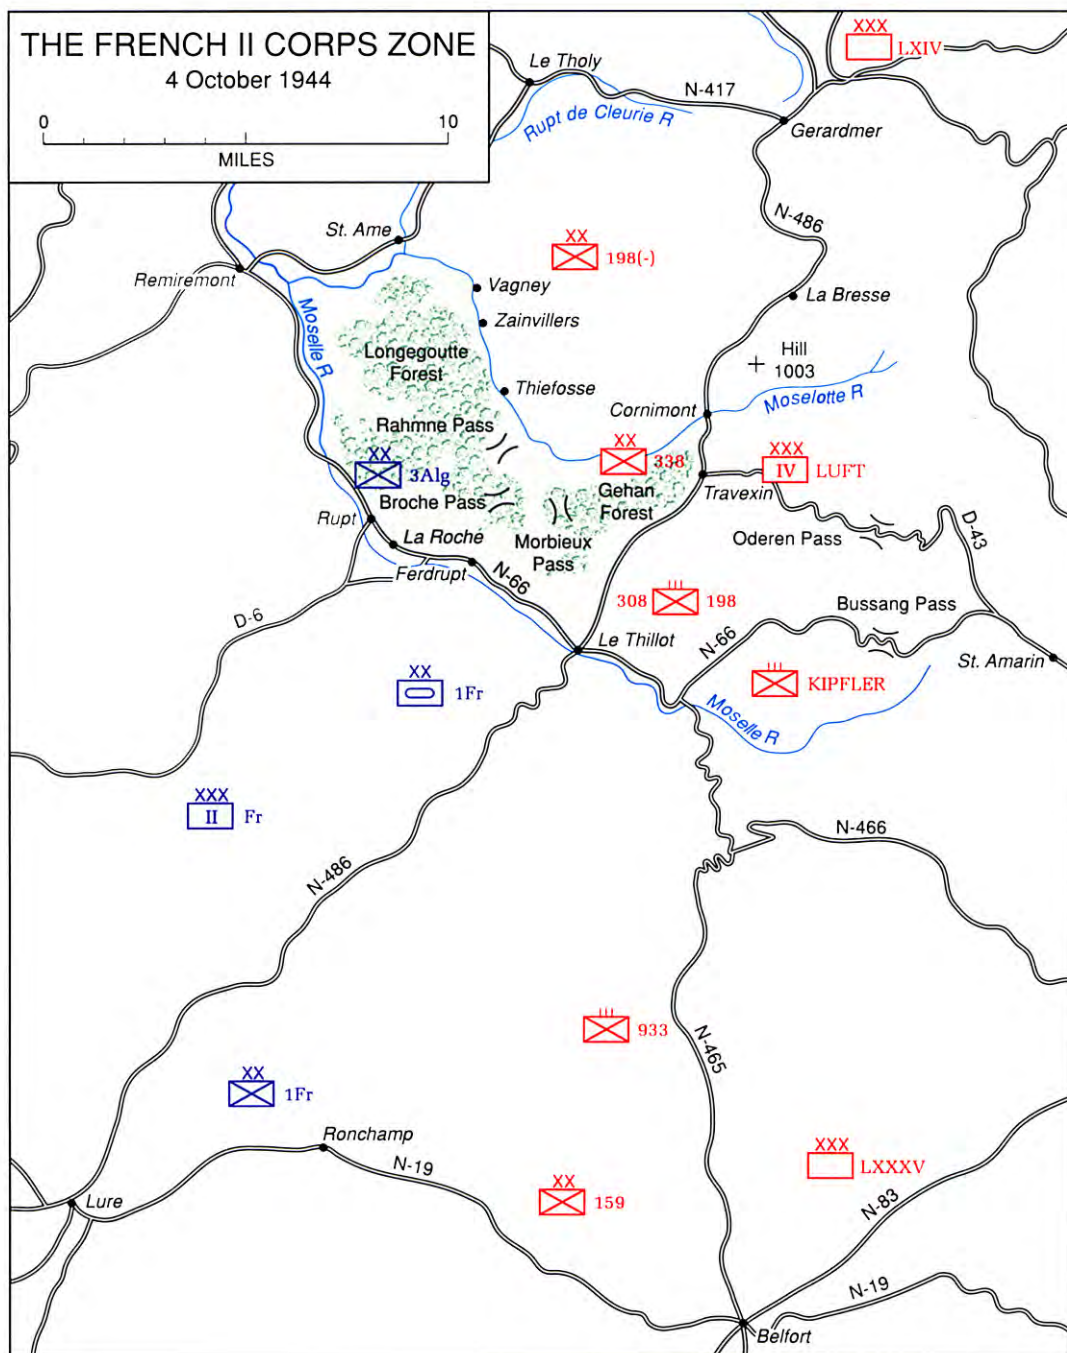 THE FRENCH II CORPS ZONE
4 October 1944
0 10
MILES
XXX
LXIV
Le Tholy
N-417
Rupt de Cleurie R
Gerardmer
N-486
St. Ame
XX
198(-)
Remiremont
Vagney
La Bresse
Moselle R
Zainvillers
Longegoutte
Forest
Hill
1003
Thiefosse
Moselotte R
Cornimont
Rahmne Pass
XX
338
XXX
IV LUFT
XX
3Alg
Gehan
Forest
Travexin
Broche Pass
Rupt
La Roche
Morbieux
Pass
Oderen Pass
D-43
Ferdrupt
N-66
III
308 198
Bussang Pass
D-6
Le Thillot
N-66
St. Amarin
XX
1Fr
III
KIPFLER
Moselle R
XXX
II Fr
N-486
N-466
III
933
N-465
XX
1Fr
Ronchamp
N-19
XXX
LXXXV
XX
159
N-83
Lure
N-19
Belfort